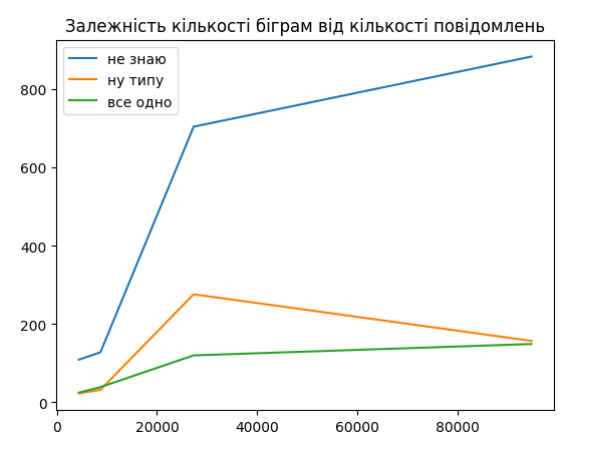 Залежність кількості біграм від кількості повідомлень
не знаю
ну типу
все одно
800
600
400
200
0
0 20000 40000 60000 80000